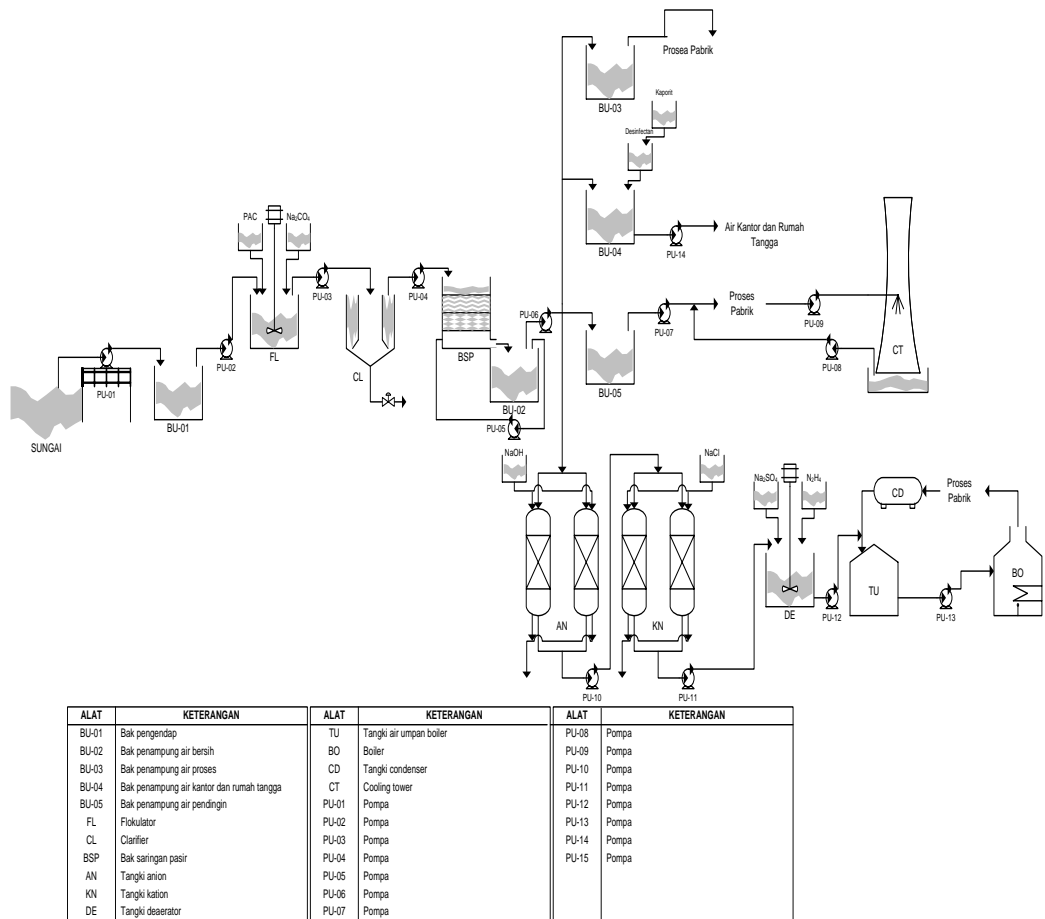 Prosea Pabrik
BU-03
Kaporit
Desinfectan
BU-04
PU-14
Air Kantor dan Rumah
Tangga
PAC
Na₂CO₄
PU-03
PU-04
PU-02
FL
CL
BSP
PU-06
BU-02
PU-05
BU-05
PU-07
Proses
Pabrik
PU-09
PU-08
CT
PU-01
SUNGAI
BU-01
NaOH
NaCl
AN
KN
PU-10
PU-11
Na₂SO₄
N₂H₄
DE
PU-12
CD
Proses
Pabrik
TU
PU-13
BO
ALAT KETERANGAN ALAT KETERANGAN ALAT KETERANGAN
BU-01 Bak pengendap TU Tangki air umpan boiler PU-08 Pompa
BU-02 Bak penampung air bersih BO Boiler PU-09 Pompa
BU-03 Bak penampung air proses CD Tangki condenser PU-10 Pompa
BU-04 Bak penampung air kantor dan rumah tangga CT Cooling tower PU-11 Pompa
BU-05 Bak penampung air pendingin PU-01 Pompa PU-12 Pompa
FL Flokulator PU-02 Pompa PU-13 Pompa
CL Clarifier PU-03 Pompa PU-14 Pompa
BSP Bak saringan pasir PU-04 Pompa PU-15 Pompa
AN Tangki anion PU-05 Pompa
KN Tangki kation PU-06 Pompa
DE Tangki deaerator PU-07 Pompa